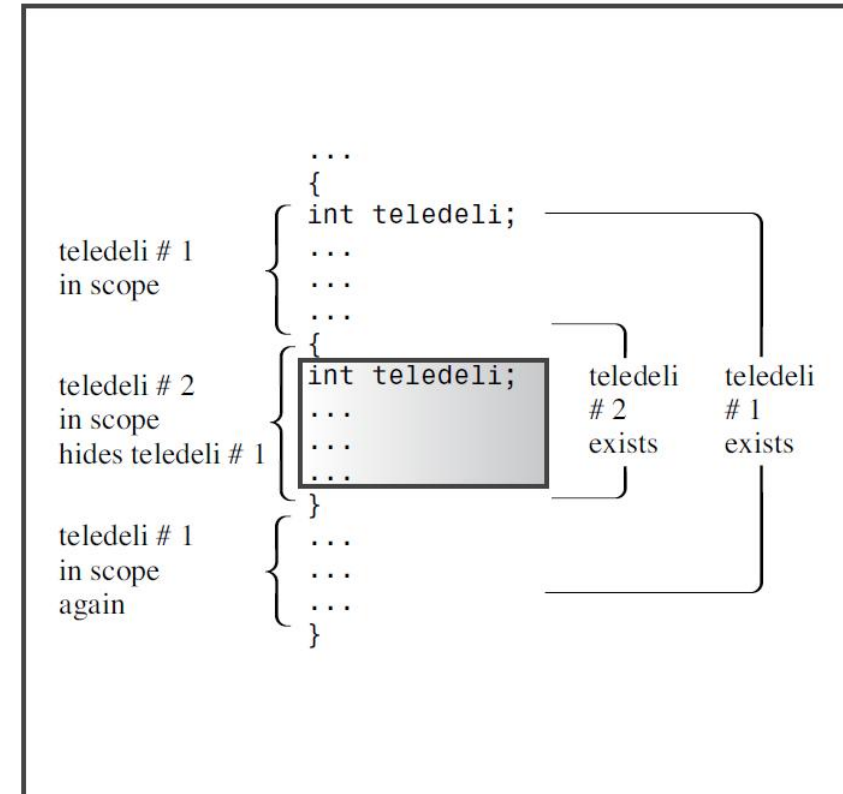 ...
{
int teledeli;
...
...
...
{
int teledeli;
...
...
...
}
...
...
...
}
teledeli # 1
in scope
teledeli # 2
in scope
hides teledeli # 1
teledeli # 1
in scope
again
teledeli
# 2
exists
teledeli
# 1
exists